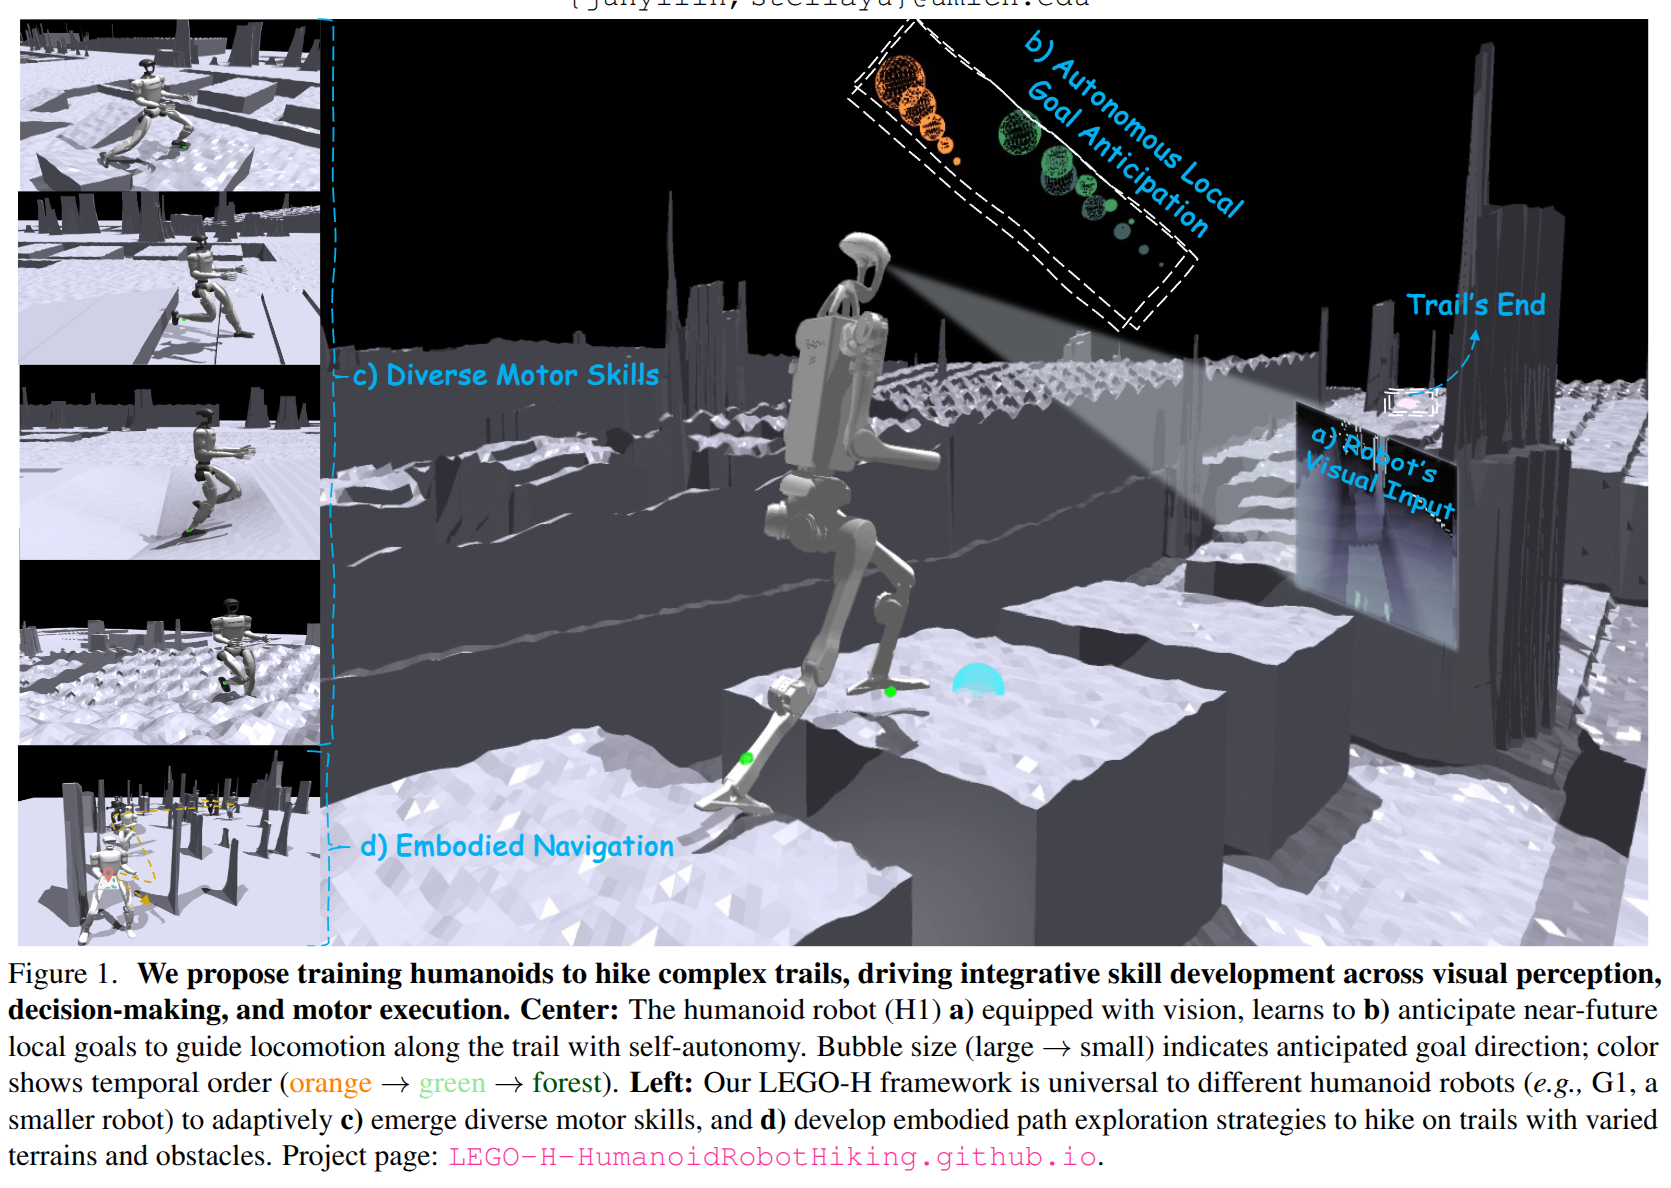 b) Autonomous Local
Goal Anticipation
Trail's End
c) Diverse Motor Skills
a) Robot's
Visual Input
d) Embodied Navigation
Figure 1. We propose training humanoids to hike complex trails, driving integrative skill development across visual perception,
decision-making, and motor execution. Center: The humanoid robot (H1) a) equipped with vision, learns to b) anticipate near-future
local goals to guide locomotion along the trail with self-autonomy. Bubble size (large → small) indicates anticipated goal direction; color
shows temporal order (orange → green → forest). Left: Our LEGO-H framework is universal to different humanoid robots (e.g., G1, a
smaller robot) to adaptively c) emerge diverse motor skills, and d) develop embodied path exploration strategies to hike on trails with varied
terrains and obstacles. Project page: LEGO-H-HumanoidRobotHiking.github.io.